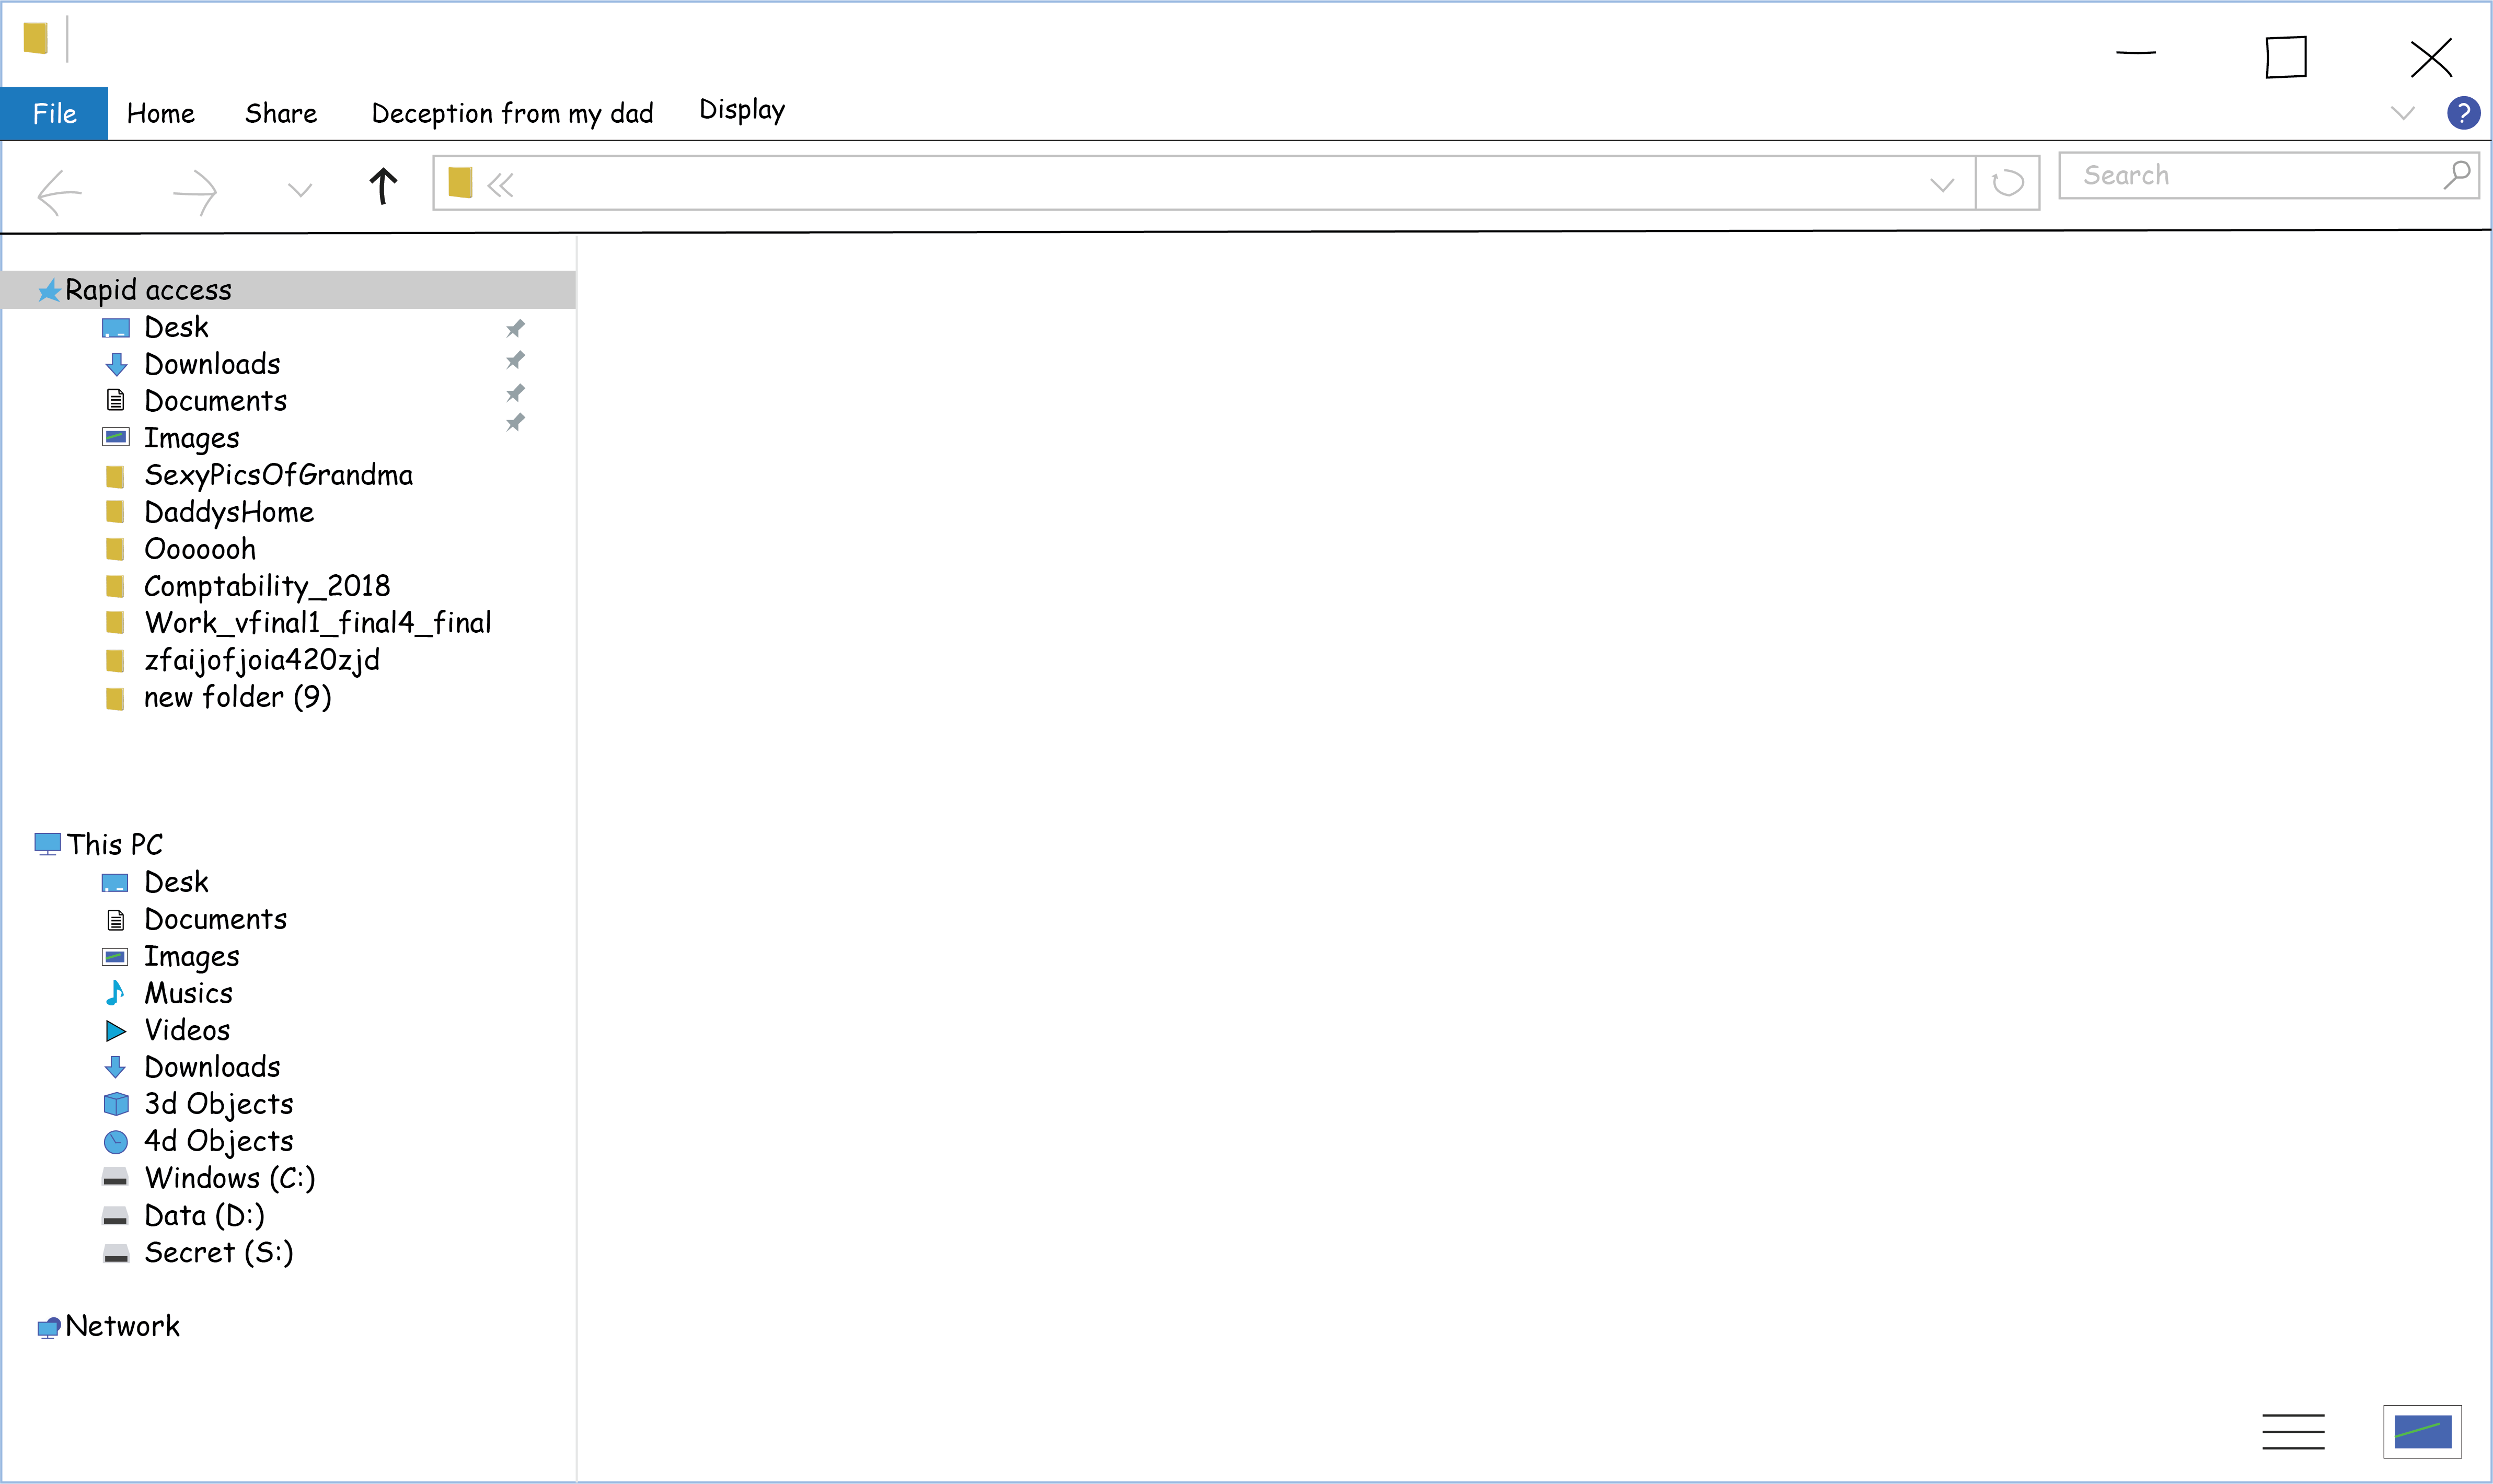 File Home Share Deception from my dad Display
?
Search
Rapid access
Desk
Downloads
Documents
Images
SexyPicsOfGrandma
DaddysHome
Ooooooh
Comptability_2018
Work_vfinal1_final4_final
zfaijofjoia420zjd
new folder (9)
This PC
Desk
Documents
Images
Musics
Videos
Downloads
3d Objects
4d Objects
Windows (C:)
Data (D:)
Secret (S:)
Network